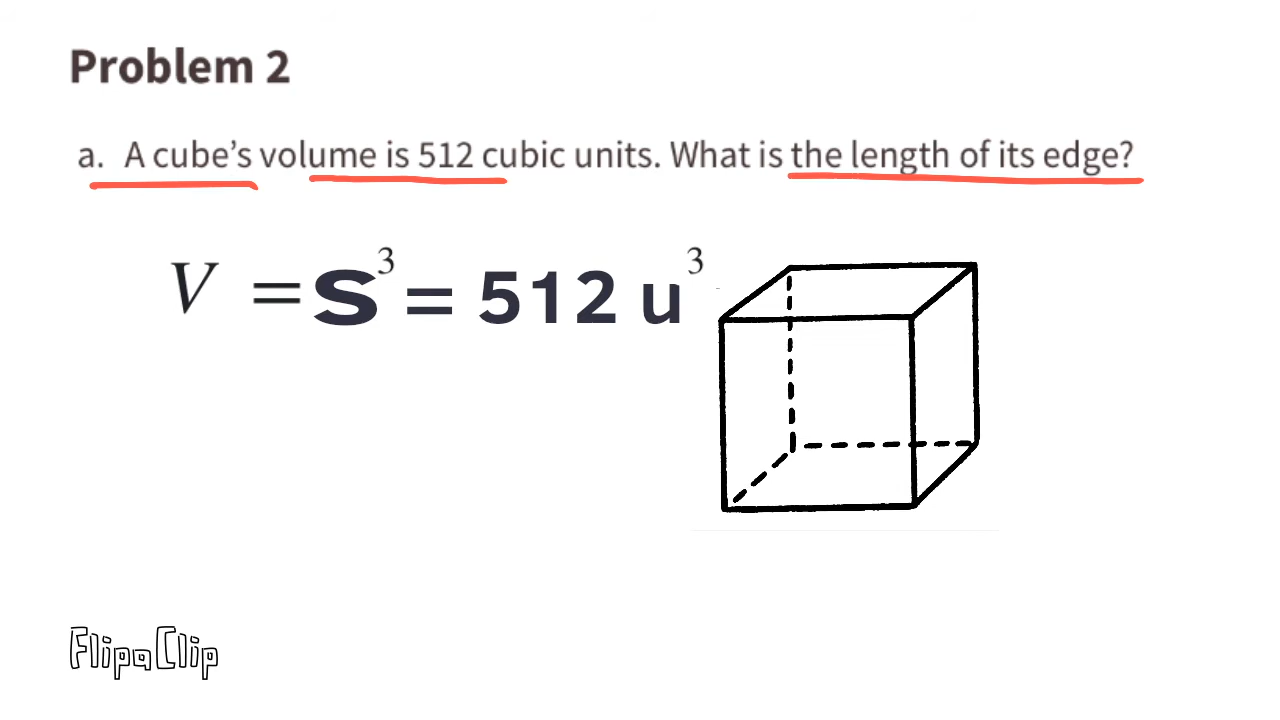 Problem 2
a. A cube's volume is 512 cubic units. What is the length of its edge?
V = s³ = 512 u³
FlipaClip